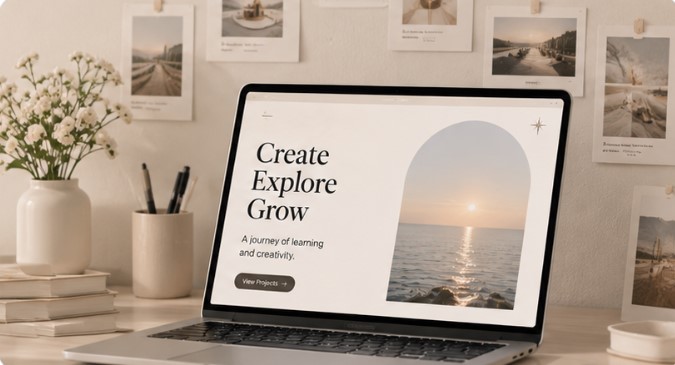 Create
Explore
Grow
A journey of learning
and creativity.
View Projects →